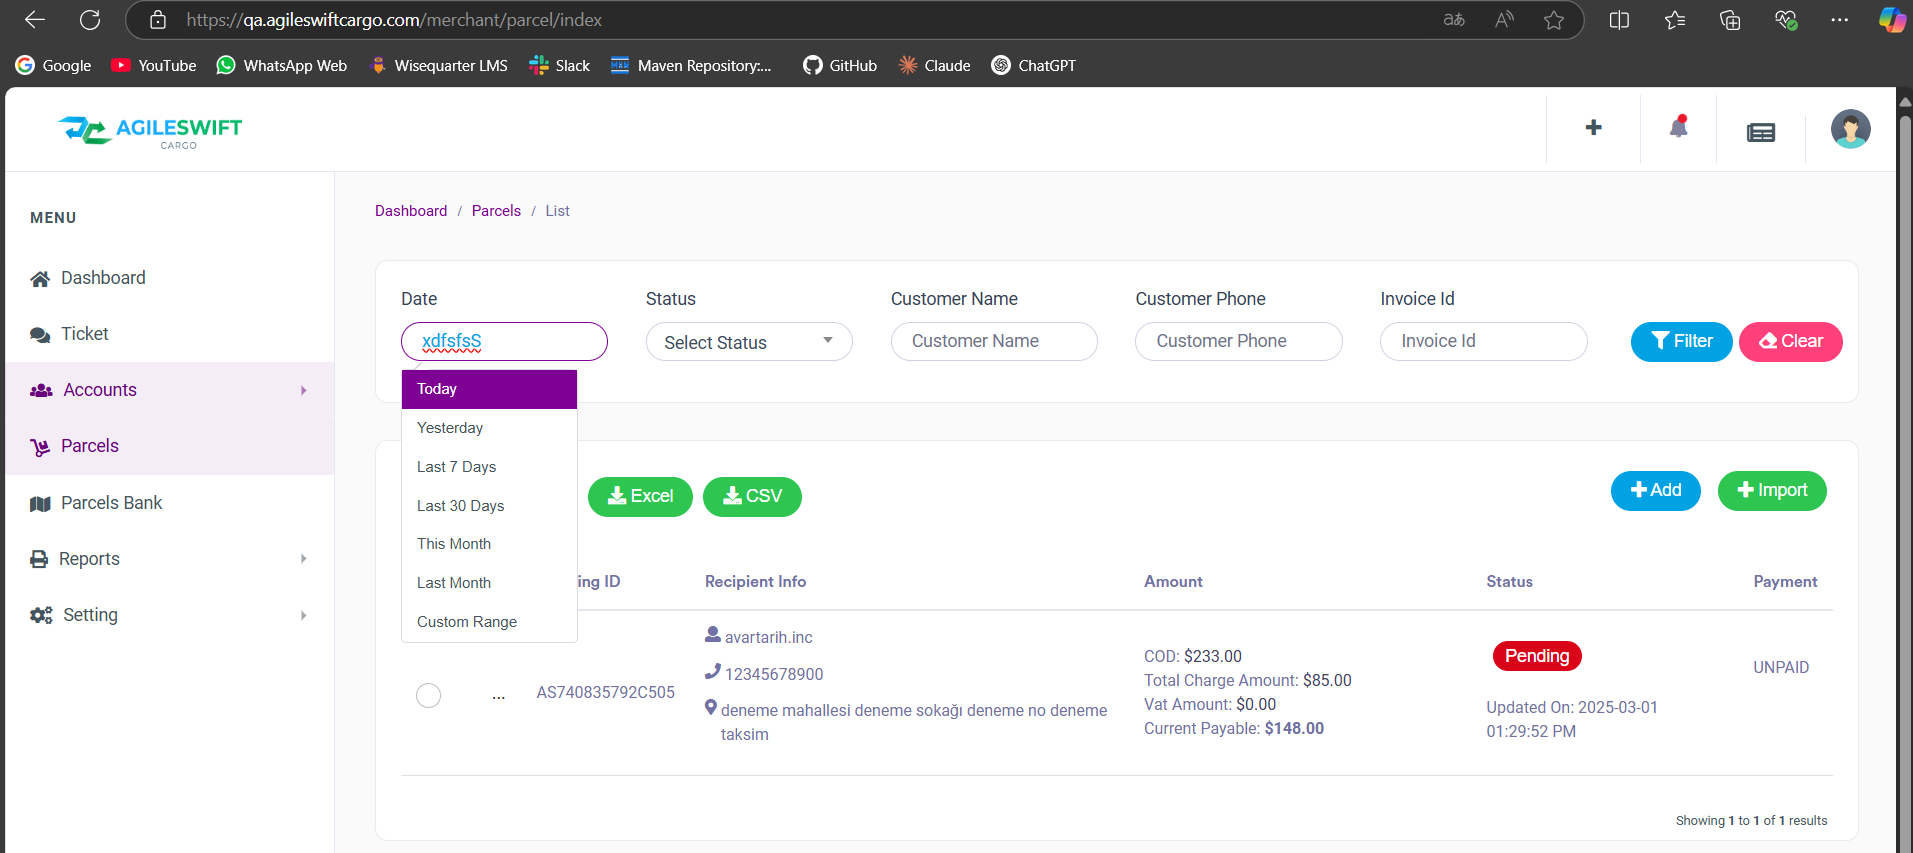 https://qa.agileswiftcargo.com/merchant/parcel/index
Google YouTube WhatsApp Web Wisequarter LMS Slack Maven Repository:... GitHub Claude ChatGPT
AGILESWIFT
CARGO
MENU
Dashboard
Ticket
Accounts
Parcels
Parcels Bank
Reports
Setting
Dashboard / Parcels / List
Date Status Customer Name Customer Phone Invoice Id
xdfsfsS Select Status Customer Name Customer Phone Invoice Id Filter Clear
Today
Yesterday
Last 7 Days
Last 30 Days
This Month
Last Month
Custom Range
Excel CSV Add Import
ing ID Recipient Info Amount Status Payment
... AS740835792C505
avartarih.inc
12345678900
deneme mahallesi deneme sokağı deneme no deneme
taksim
COD: $233.00
Total Charge Amount: $85.00
Vat Amount: $0.00
Current Payable: $148.00
Pending
Updated On: 2025-03-01
01:29:52 PM
UNPAID
Showing 1 to 1 of 1 results